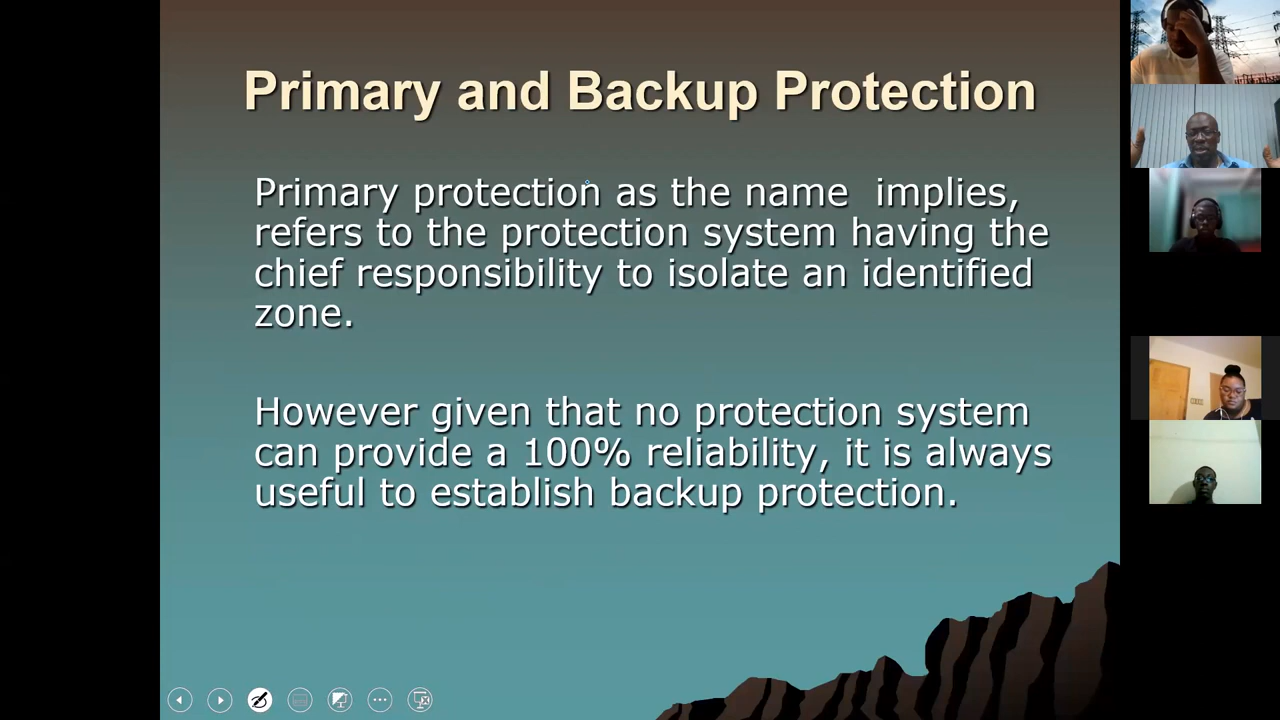 Primary and Backup Protection
Primary protection as the name  implies,
refers to the protection system having the
chief responsibility to isolate an identified
zone.
However given that no protection system
can provide a 100% reliability, it is always
useful to establish backup protection.